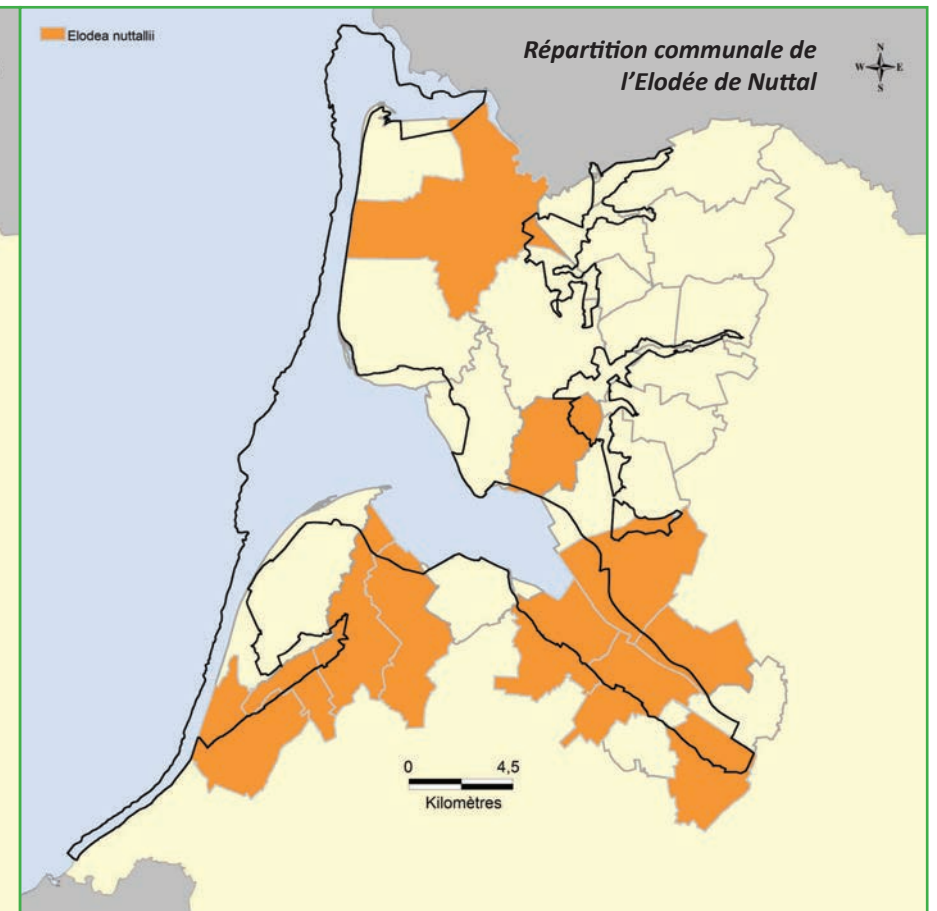 Elodea nuttallii
Répartition communale de
l'Elodée de Nuttal
N
W E
S
0 4,5
Kilomètres